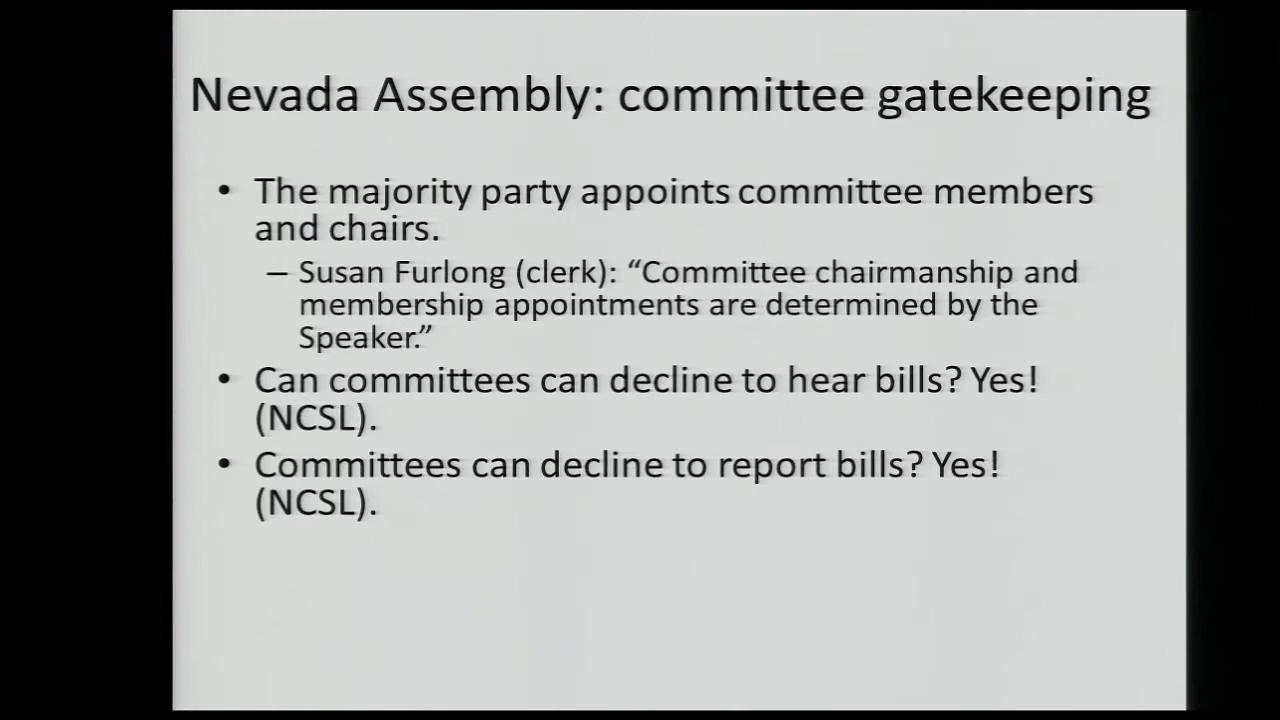 Nevada Assembly: committee gatekeeping
• The majority party appoints committee members
and chairs.
– Susan Furlong (clerk): “Committee chairmanship and
membership appointments are determined by the
Speaker.”
• Can committees can decline to hear bills? Yes!
(NCSL).
• Committees can decline to report bills? Yes!
(NCSL).